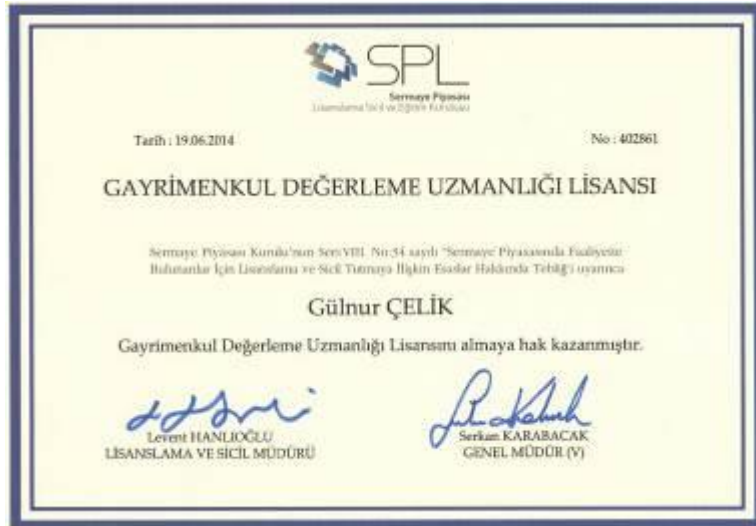 SPL
Sermaye Piyasası
Lisanslama Sicil ve Eğitim Kuruluşu
Tarih : 19.06.2014
No : 402861
GAYRİMENKUL DEĞERLEME UZMANLIĞI LİSANSI
Sermaye Piyasası Kurulu'nun Seri:VIII, No:54 sayılı "Sermaye Piyasasında Faaliyette
Bulunanlar İçin Lisanslama ve Sicil Tutmaya İlişkin Esaslar Hakkında Tebliğ"i uyarınca
Gülnur ÇELİK
Gayrimenkul Değerleme Uzmanlığı Lisansını almaya hak kazanmıştır.
Levent HANLIOĞLU
LİSANSLAMA VE SİCİL MÜDÜRÜ
Serkan KARABACAK
GENEL MÜDÜR (V)